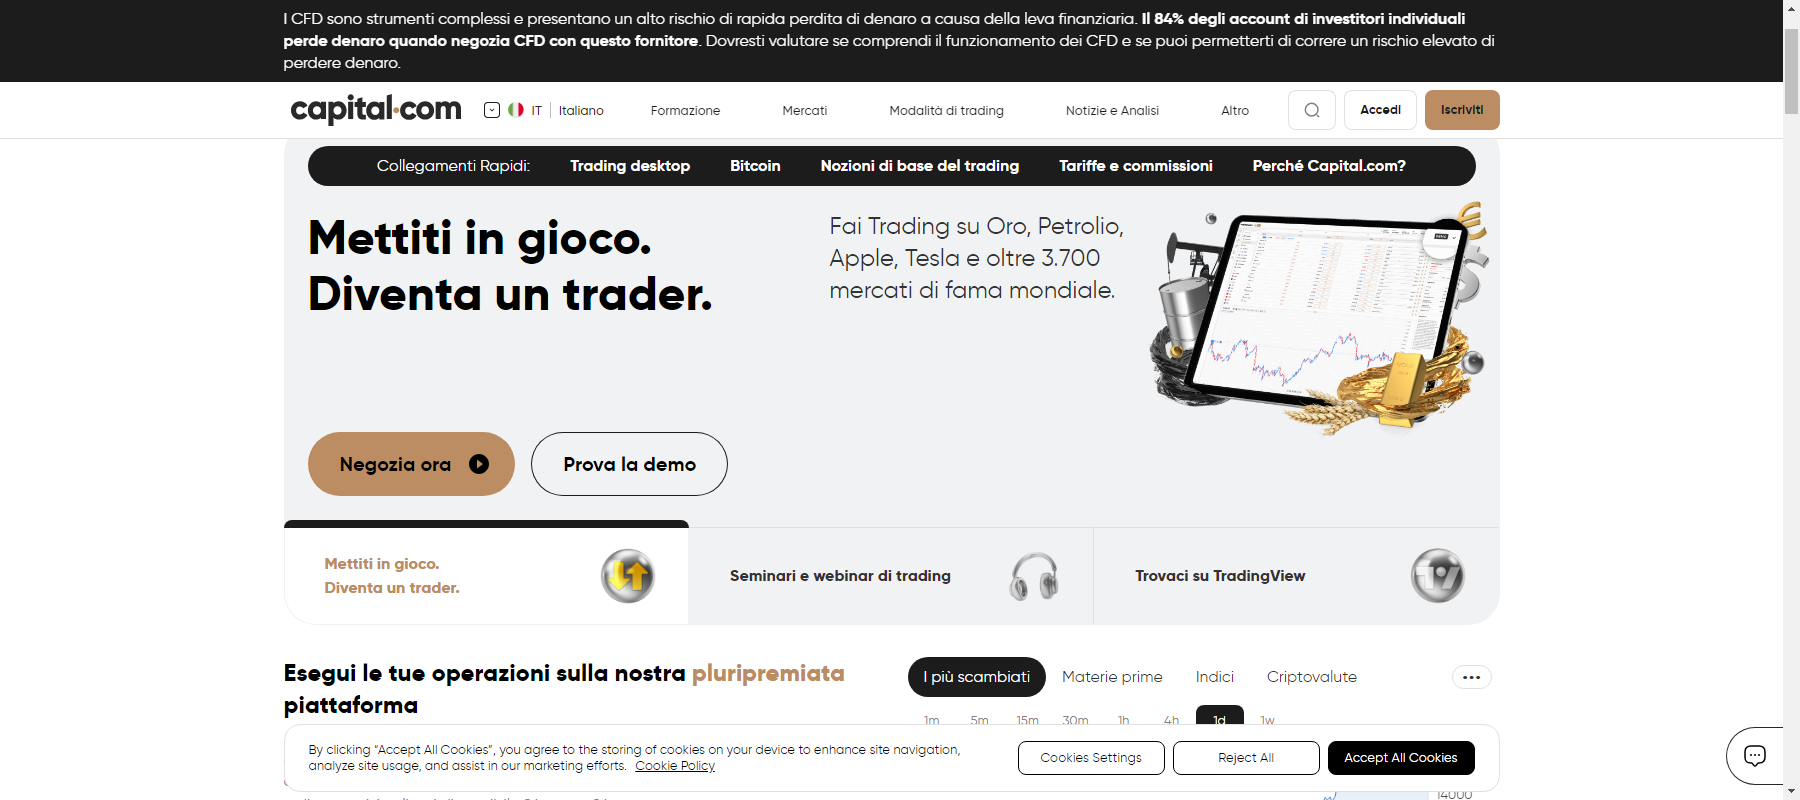 I CFD sono strumenti complessi e presentano un alto rischio di rapida perdita di denaro a causa della leva finanziaria. Il 84% degli account di investitori individuali
perde denaro quando negozia CFD con questo fornitore. Dovresti valutare se comprendi il funzionamento dei CFD e se puoi permetterti di correre un rischio elevato di
perdere denaro.
capital.com IT Italiano Formazione Mercati Modalità di trading Notizie e Analisi Altro Accedi Iscriviti
Collegamenti Rapidi: Trading desktop Bitcoin Nozioni di base del trading Tariffe e commissioni Perché Capital.com?
Mettiti in gioco.
Diventa un trader.
Fai Trading su Oro, Petrolio,
Apple, Tesla e oltre 3.700
mercati di fama mondiale.
Negozia ora Prova la demo
Mettiti in gioco.
Diventa un trader.
Seminari e webinar di trading
Trovaci su TradingView
Esegui le tue operazioni sulla nostra pluripremiata
piattaforma
I più scambiati Materie prime Indici Criptovalute
1m 5m 15m 30m 1h 4h 1d 1w
By clicking “Accept All Cookies”, you agree to the storing of cookies on your device to enhance site navigation,
analyze site usage, and assist in our marketing efforts. Cookie Policy
Cookies Settings Reject All Accept All Cookies
14000